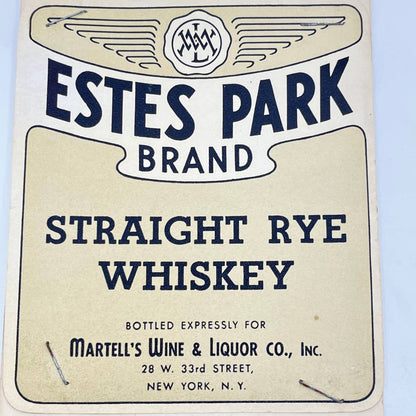 ESTES PARK
BRAND
STRAIGHT RYE
WHISKEY
BOTTLED EXPRESSLY FOR
MARTELL'S WINE & LIQUOR CO., INC.
28 W. 33rd STREET,
NEW YORK, N. Y.